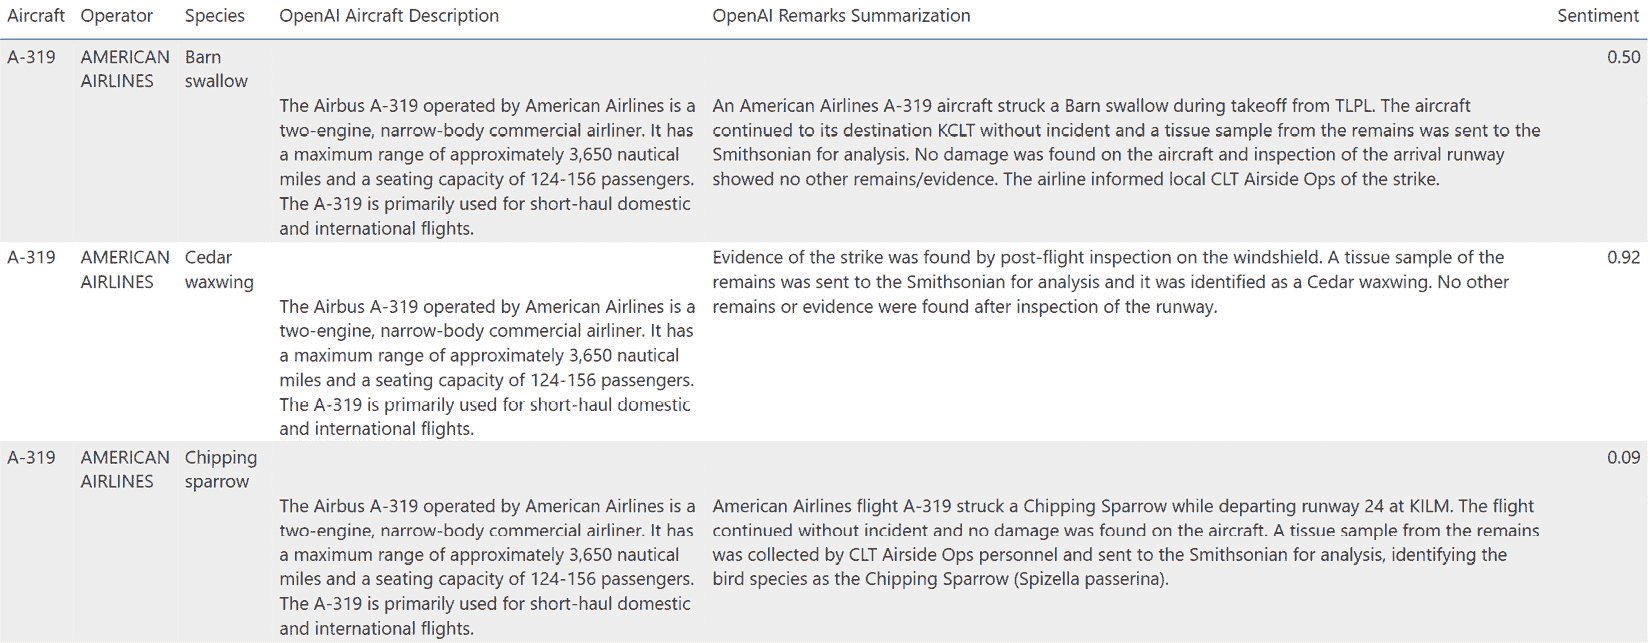 Aircraft Operator Species OpenAI Aircraft Description OpenAI Remarks Summarization Sentiment
A-319 AMERICAN Barn 0.50
AIRLINES swallow
The Airbus A-319 operated by American Airlines is a An American Airlines A-319 aircraft struck a Barn swallow during takeoff from TLPL. The aircraft
two-engine, narrow-body commercial airliner. It has continued to its destination KCLT without incident and a tissue sample from the remains was sent to the
a maximum range of approximately 3,650 nautical Smithsonian for analysis. No damage was found on the aircraft and inspection of the arrival runway
miles and a seating capacity of 124-156 passengers. showed no other remains/evidence. The airline informed local CLT Airside Ops of the strike.
The A-319 is primarily used for short-haul domestic
and international flights.
A-319 AMERICAN Cedar Evidence of the strike was found by post-flight inspection on the windshield. A tissue sample of the 0.92
AIRLINES waxwing remains was sent to the Smithsonian for analysis and it was identified as a Cedar waxwing. No other
The Airbus A-319 operated by American Airlines is a remains or evidence were found after inspection of the runway.
two-engine, narrow-body commercial airliner. It has
a maximum range of approximately 3,650 nautical
miles and a seating capacity of 124-156 passengers.
The A-319 is primarily used for short-haul domestic
and international flights.
A-319 AMERICAN Chipping 0.09
AIRLINES sparrow
The Airbus A-319 operated by American Airlines is a American Airlines flight A-319 struck a Chipping Sparrow while departing runway 24 at KILM. The flight
two-engine, narrow-body commercial airliner. It has continued without incident and no damage was found on the aircraft. A tissue sample from the remains
a maximum range of approximately 3,650 nautical was collected by CLT Airside Ops personnel and sent to the Smithsonian for analysis, identifying the
miles and a seating capacity of 124-156 passengers. bird species as the Chipping Sparrow (Spizella passerina).
The A-319 is primarily used for short-haul domestic
and international flights.